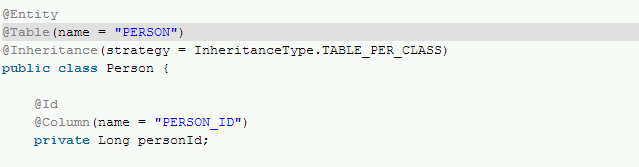 @Entity
@Table(name = "PERSON")
@Inheritance(strategy = InheritanceType.TABLE_PER_CLASS)
public class Person {
@Id
@Column(name = "PERSON_ID")
private Long personId;